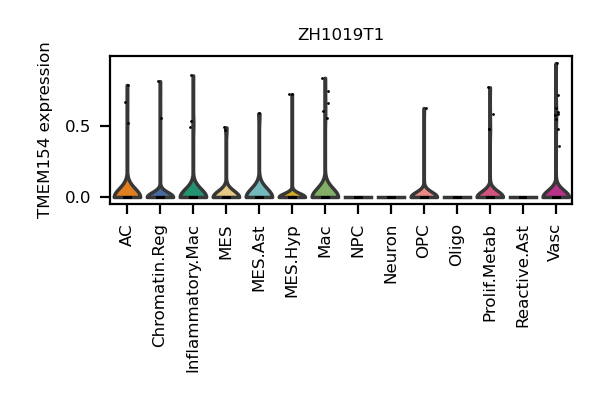 ZH1019T1
TMEM154 expression
0.5
0.0
AC
Chromatin.Reg
Inflammatory.Mac
MES
MES.Ast
MES.Hyp
Mac
NPC
Neuron
OPC
Oligo
Prolif.Metab
Reactive.Ast
Vasc